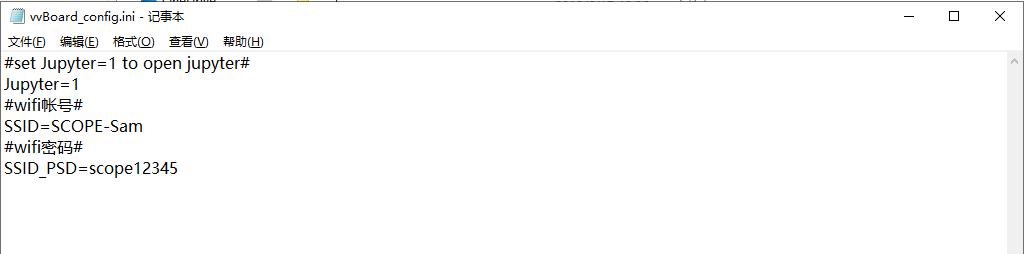 vvBoard_config.ini - 记事本
文件(F) 编辑(E) 格式(O) 查看(V) 帮助(H)
#set Jupyter=1 to open jupyter#
Jupyter=1
#wifi帐号#
SSID=SCOPE-Sam
#wifi密码#
SSID_PSD=scope12345